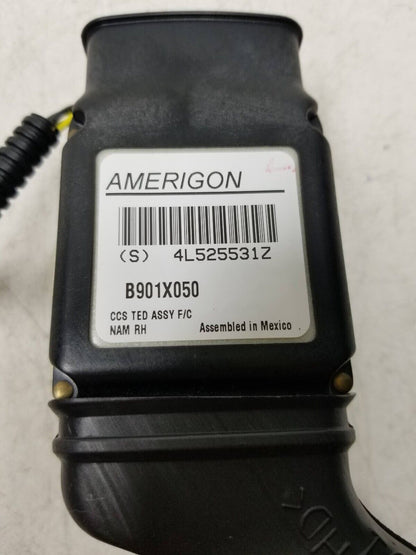 AMERIGON
(S) 4L525531Z
B901X050
CCS TED ASSY F/C
NAM RH Assembled in Mexico